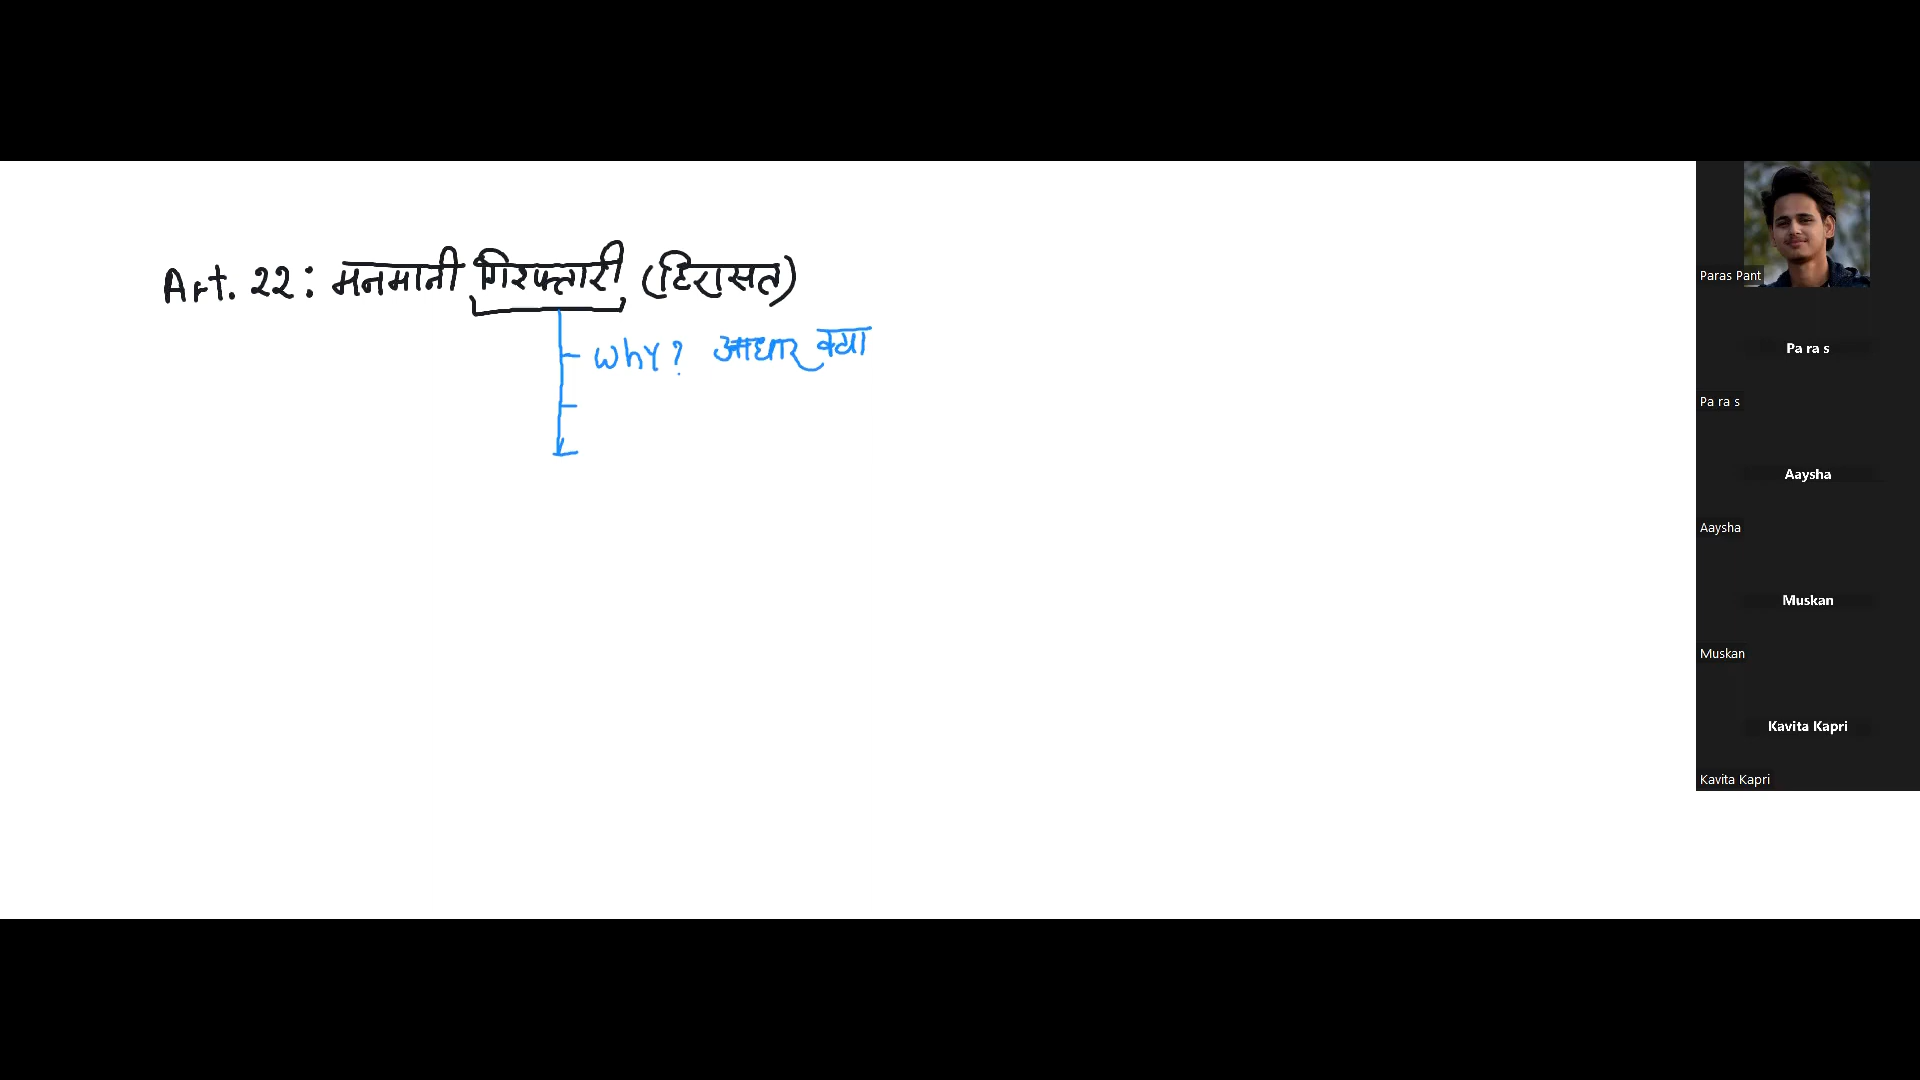 Art. 22: मनमानी गिरफ्तारी (हिरासत)
Why? आधार क्या
Paras Pant
Pa ra s
Pa ra s
Aaysha
Aaysha
Muskan
Muskan
Kavita Kapri
Kavita Kapri